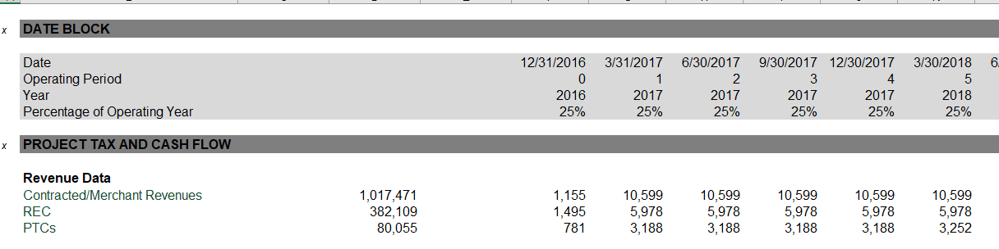 x DATE BLOCK
Date 12/31/2016 3/31/2017 6/30/2017 9/30/2017 12/30/2017 3/30/2018 6
Operating Period 0 1 2 3 4 5
Year 2016 2017 2017 2017 2017 2018
Percentage of Operating Year 25% 25% 25% 25% 25% 25%
x PROJECT TAX AND CASH FLOW
Revenue Data
Contracted/Merchant Revenues 1,017,471 1,155 10,599 10,599 10,599 10,599 10,599
REC 382,109 1,495 5,978 5,978 5,978 5,978 5,978
PTCs 80,055 781 3,188 3,188 3,188 3,188 3,252